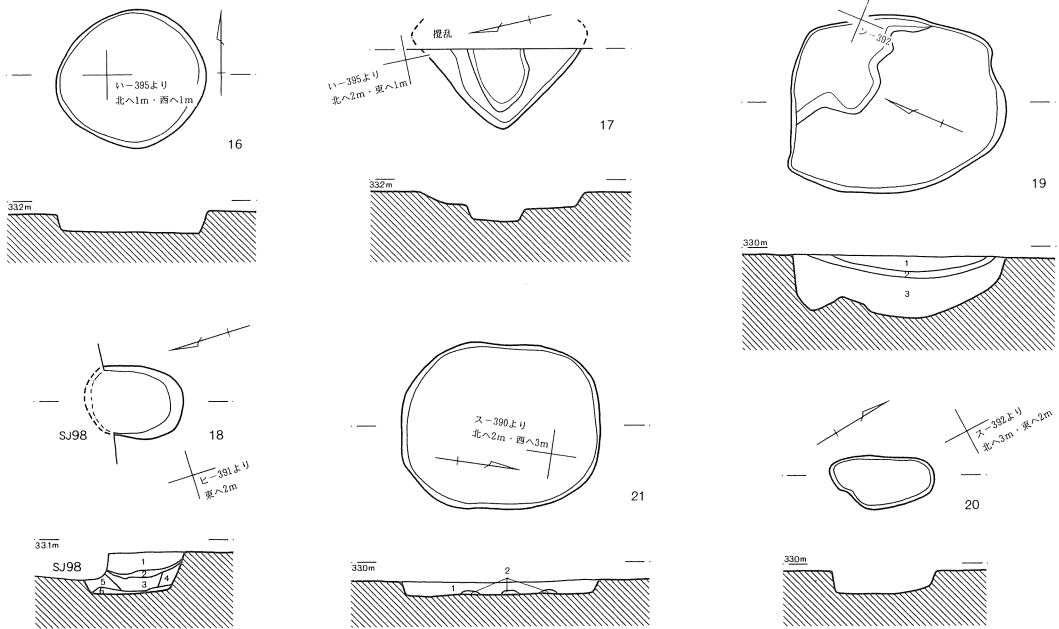 い－395より
北へ1m・西へ1m
16
33.2m
攪乱
い－395より
北へ2m・東へ1m
17
33.2m
シ－392
19
33.0m
1
2
3
SJ98
18
ヒ－391より
東へ2m
33.1m
SJ98
1
2
3
4
5
6
ス－390より
北へ2m・西へ3m
21
33.0m
2
1
ス－392より
北へ3m・東へ2m
20
33.0m